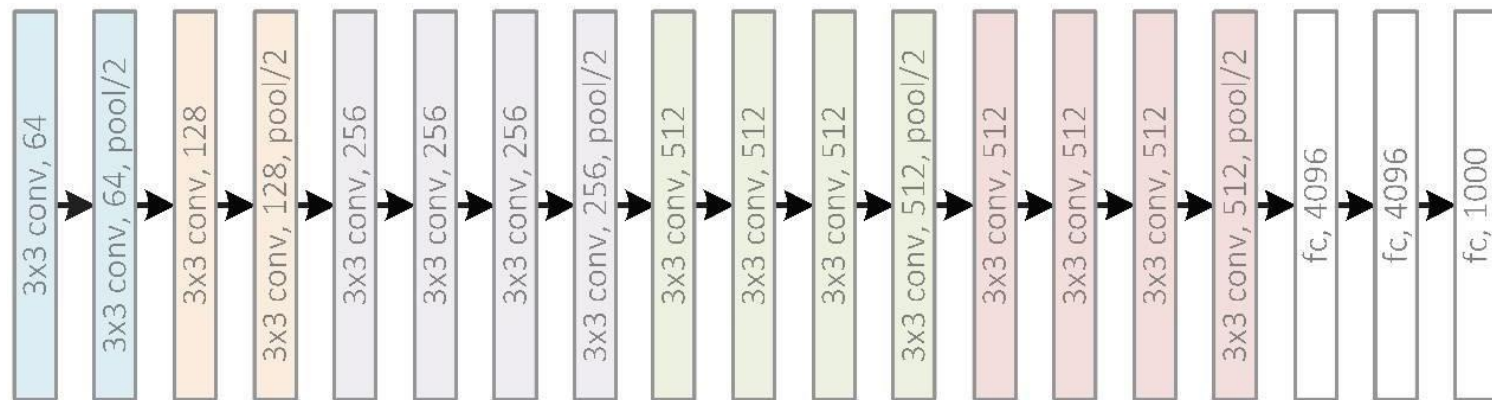 3x3 conv, 64
3x3 conv, 64, pool/2
3x3 conv, 128
3x3 conv, 128, pool/2
3x3 conv, 256
3x3 conv, 256
3x3 conv, 256
3x3 conv, 256, pool/2
3x3 conv, 512
3x3 conv, 512
3x3 conv, 512
3x3 conv, 512, pool/2
3x3 conv, 512
3x3 conv, 512
3x3 conv, 512
3x3 conv, 512, pool/2
fc, 4096
fc, 4096
fc, 1000